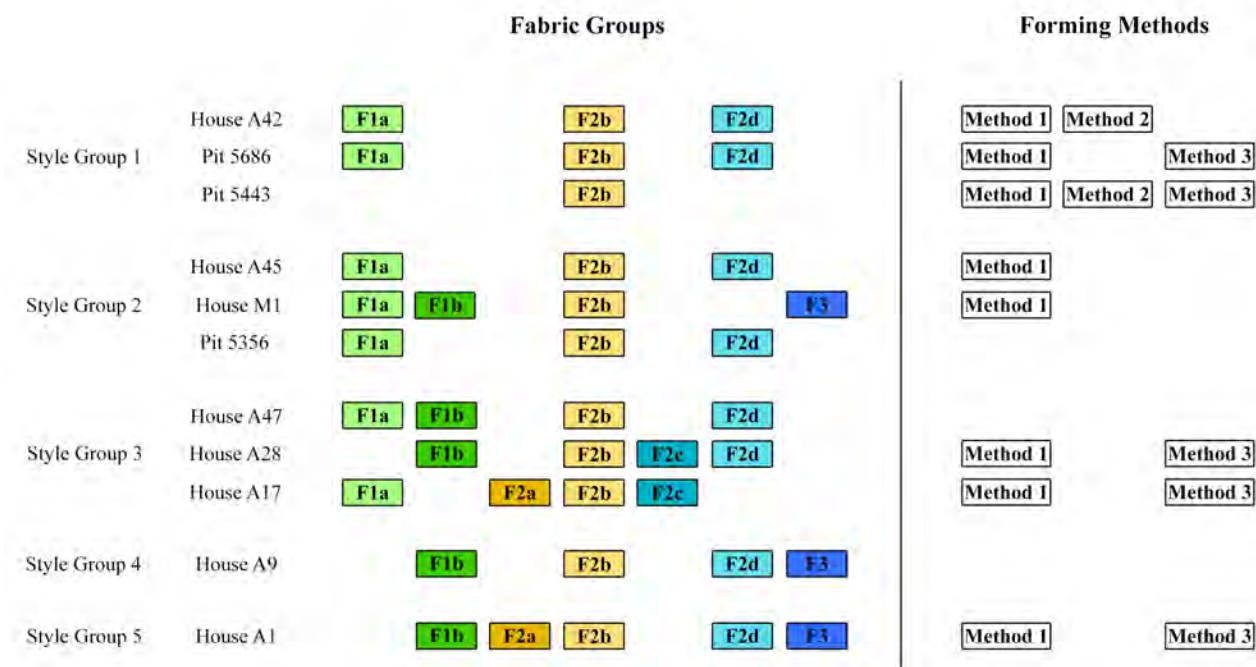 Fabric Groups Forming Methods
House A42 F1a F2b F2d Method 1 Method 2
Style Group 1 Pit 5686 F1a F2b F2d Method 1 Method 3
Pit 5443 F2b Method 1 Method 2 Method 3
House A45 F1a F2b F2d Method 1
Style Group 2 House M1 F1a F1b F2b F3 Method 1
Pit 5356 F1a F2b F2d
House A47 F1a F1b F2b F2d
Style Group 3 House A28 F1b F2b F2c F2d Method 1 Method 3
House A17 F1a F2a F2b F2c Method 1 Method 3
Style Group 4 House A9 F1b F2b F2d F3
Style Group 5 House A1 F1b F2a F2b F2d F3 Method 1 Method 3